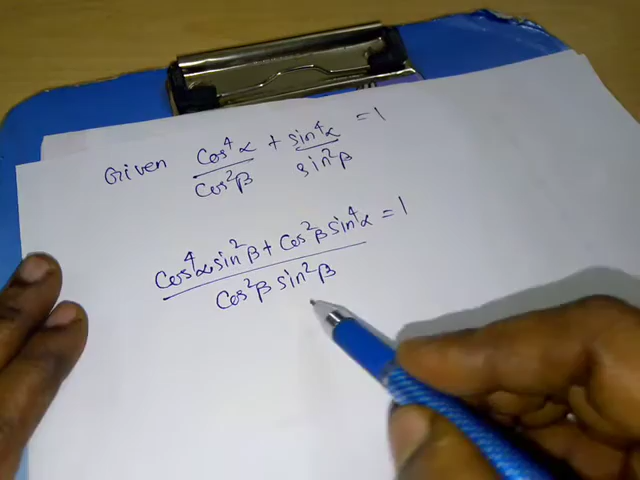 Given cos⁴α/cos²β + sin⁴α/sin²β = 1
(cos⁴α sin²β + cos²β sin⁴α)/(cos²β sin²β) = 1